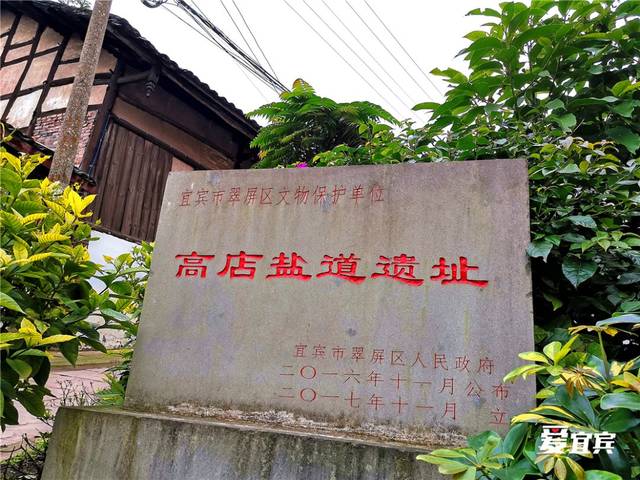 宜宾市翠屏区文物保护单位
高店盐道遗址
宜宾市翠屏区人民政府
二〇一六年十一月公布
二〇一七年十一月 立
爱宜宾